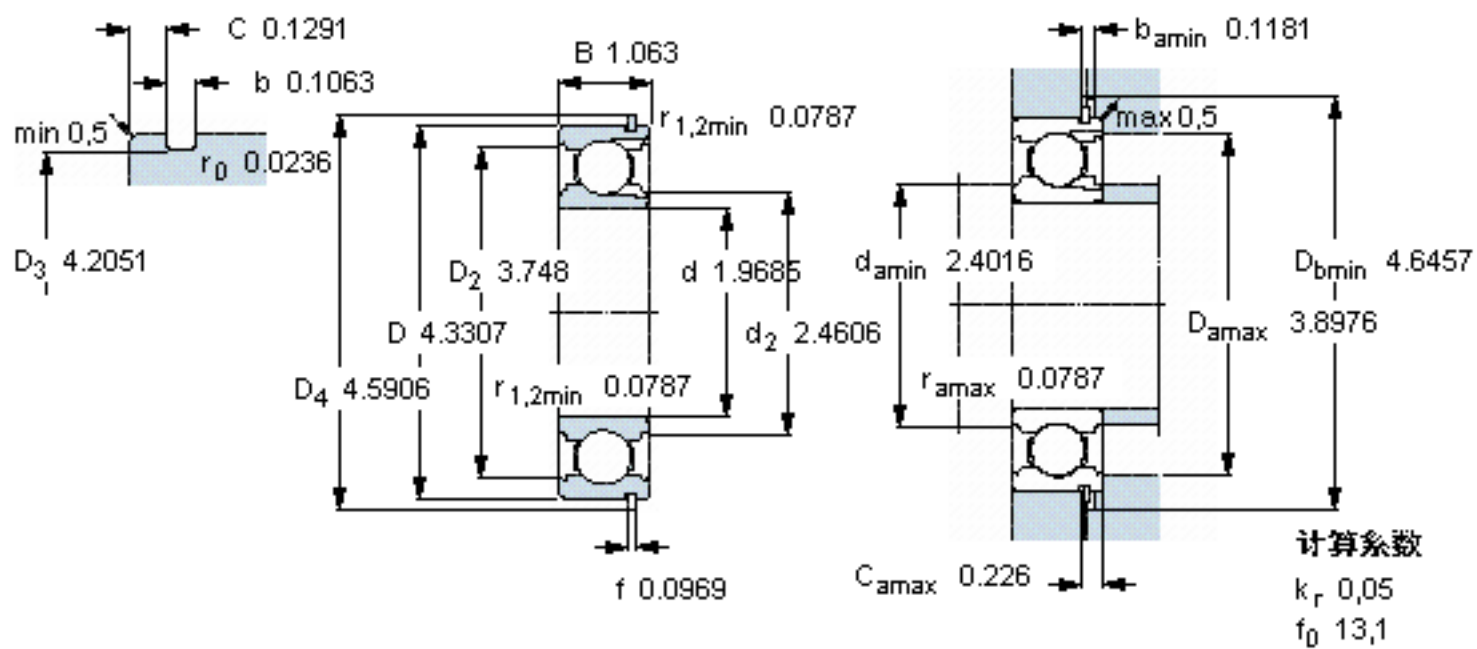 C 0.1291
b 0.1063
min 0,5
r0 0.0236
D3 4.2051
B 1.063
r1,2min 0.0787
D2 3.748
d 1.9685
D 4.3307
d2 2.4606
D4 4.5906
r1,2min 0.0787
f 0.0969
bamin 0.1181
max 0,5
damin 2.4016
Dbmin 4.6457
Damax 3.8976
ramax 0.0787
Camax 0.226
计算系数
kr 0,05
f0 13,1